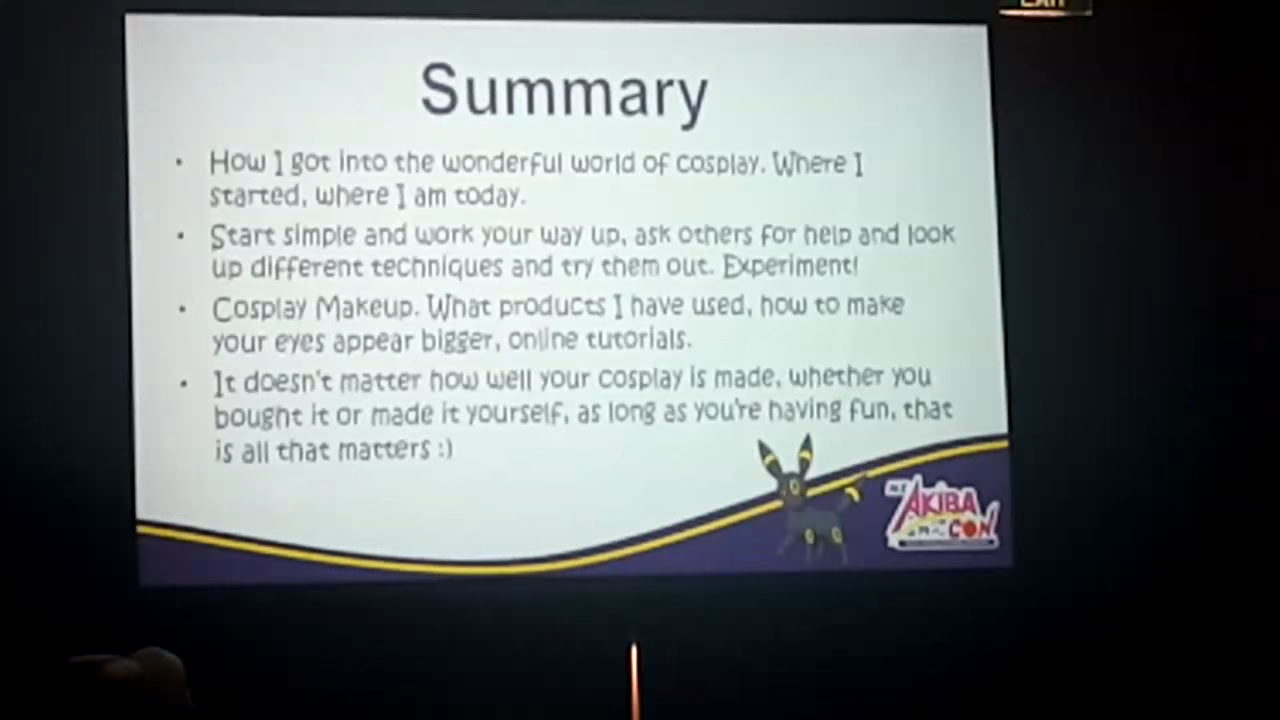 EXIT
Summary
• How I got into the wonderful world of cosplay. Where I
started, where I am today.
• Start simple and work your way up, ask others for help and look
up different techniques and try them out. Experiment!
• Cosplay Makeup. What products I have used, how to make
your eyes appear bigger, online tutorials.
• It doesn't matter how well your cosplay is made, whether you
bought it or made it yourself, as long as you're having fun, that
is all that matters :)
AKIBA
CON